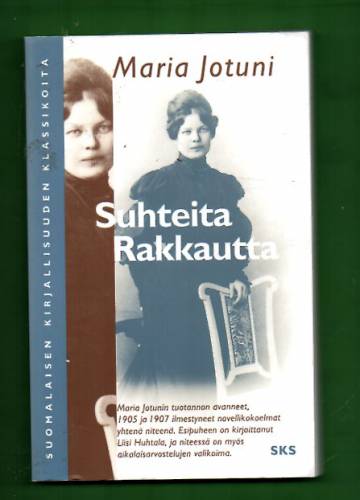 SUOMALAISEN KIRJALLISUUDEN KLASSIKOITA
Maria Jotuni
Suhteita
Rakkautta
Maria Jotunin tuotannon avanneet,
1905 ja 1907 ilmestyneet novellikokoelmat
yhtenä niteenä. Esipuheen on kirjoittanut
Liisi Huhtala, ja niteessä on myös
aikalaisarvostelujen valikoima.
SKS